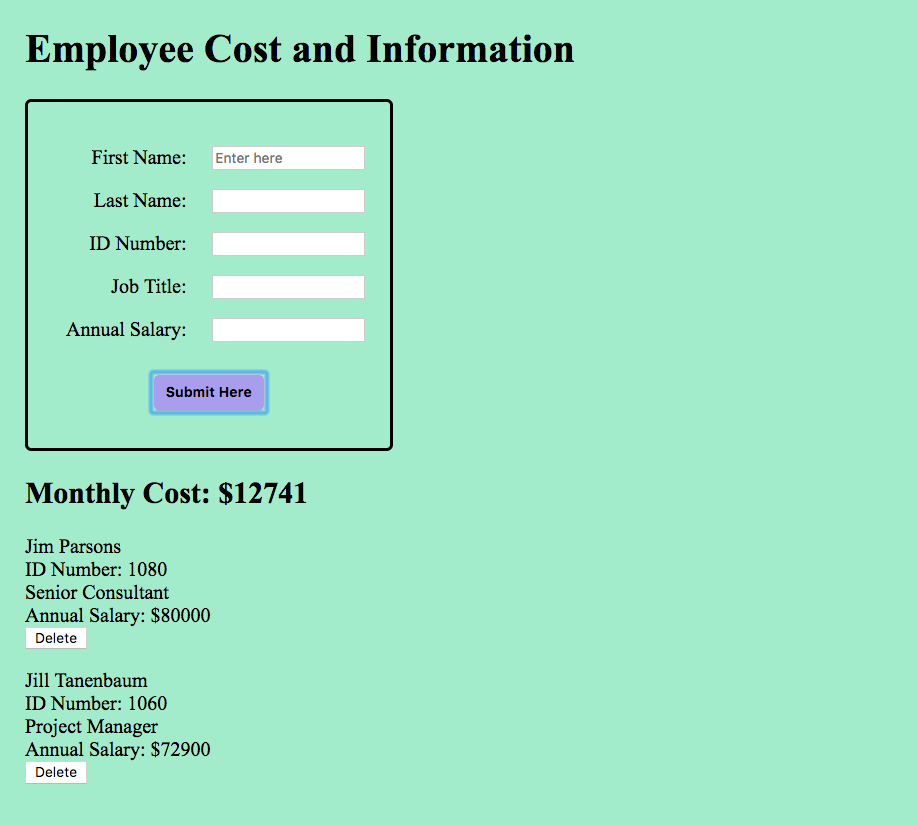 Employee Cost and Information
First Name: Enter here
Last Name:
ID Number:
Job Title:
Annual Salary:
Submit Here
Monthly Cost: $12741
Jim Parsons
ID Number: 1080
Senior Consultant
Annual Salary: $80000
Delete
Jill Tanenbaum
ID Number: 1060
Project Manager
Annual Salary: $72900
Delete